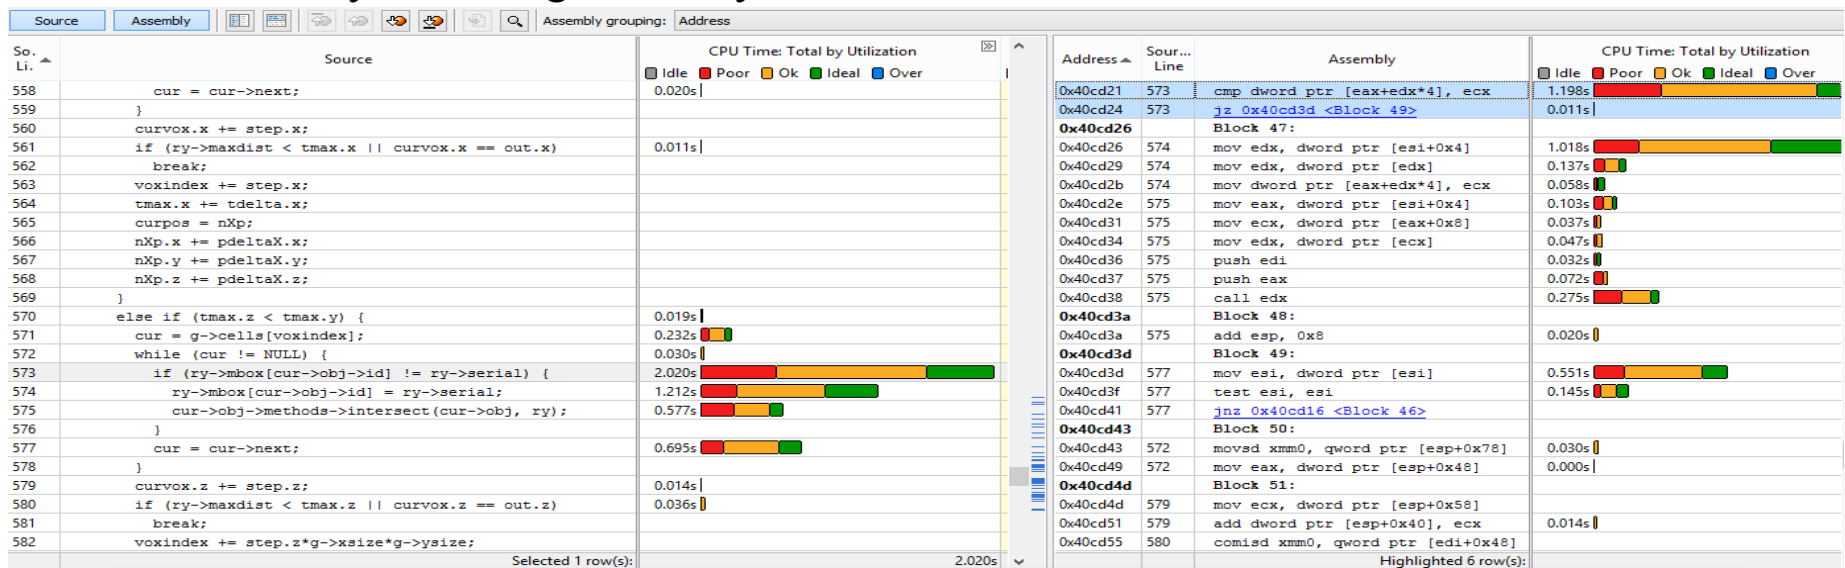 Source Assembly Assembly grouping: Address
So. Li. Source CPU Time: Total by Utilization
Idle Poor Ok Ideal Over
558 cur = cur->next; 0.020s
559 }
560 curvox.x += step.x;
561 if (ry->maxdist < tmax.x || curvox.x == out.x) 0.011s
562 break;
563 voxindex += step.x;
564 tmax.x += tdelta.x;
565 curpos = nXp;
566 nXp.x += pdeltaX.x;
567 nXp.y += pdeltaX.y;
568 nXp.z += pdeltaX.z;
569 }
570 else if (tmax.z < tmax.y) { 0.019s
571 cur = g->cells[voxindex]; 0.232s
572 while (cur != NULL) { 0.030s
573 if (ry->mbox[cur->obj->id] != ry->serial) { 2.020s
574 ry->mbox[cur->obj->id] = ry->serial; 1.212s
575 cur->obj->methods->intersect(cur->obj, ry); 0.577s
576 }
577 cur = cur->next; 0.695s
578 }
579 curvox.z += step.z; 0.014s
580 if (ry->maxdist < tmax.z || curvox.z == out.z) 0.036s
581 break;
582 voxindex += step.z*g->xsize*g->ysize;
Selected 1 row(s): 2.020s
Address Sour... Line Assembly CPU Time: Total by Utilization
Idle Poor Ok Ideal Over
0x40cd21 573 cmp dword ptr [eax+edx*4], ecx 1.198s
0x40cd24 573 jz 0x40cd3d <Block 49> 0.011s
0x40cd26 Block 47:
0x40cd26 574 mov edx, dword ptr [esi+0x4] 1.018s
0x40cd29 574 mov edx, dword ptr [edx] 0.137s
0x40cd2b 574 mov dword ptr [eax+edx*4], ecx 0.058s
0x40cd2e 575 mov eax, dword ptr [esi+0x4] 0.103s
0x40cd31 575 mov ecx, dword ptr [eax+0x8] 0.037s
0x40cd34 575 mov edx, dword ptr [ecx] 0.047s
0x40cd36 575 push edi 0.032s
0x40cd37 575 push eax 0.072s
0x40cd38 575 call edx 0.275s
0x40cd3a Block 48:
0x40cd3a 575 add esp, 0x8 0.020s
0x40cd3d Block 49:
0x40cd3d 577 mov esi, dword ptr [esi] 0.551s
0x40cd3f 577 test esi, esi 0.145s
0x40cd41 577 jnz 0x40cd16 <Block 46>
0x40cd43 Block 50:
0x40cd43 572 movsd xmm0, qword ptr [esp+0x78] 0.030s
0x40cd49 572 mov eax, dword ptr [esp+0x48] 0.000s
0x40cd4d Block 51:
0x40cd4d 579 mov ecx, dword ptr [esp+0x58]
0x40cd51 579 add dword ptr [esp+0x40], ecx 0.014s
0x40cd55 580 comisd xmm0, qword ptr [edi+0x48]
Highlighted 6 row(s):